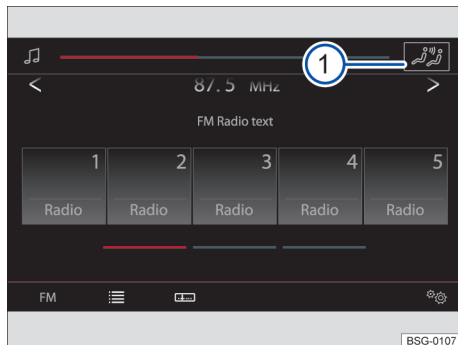 1
< 87.5 MHz >
FM Radio text
1 2 3 4 5
Radio Radio Radio Radio Radio
FM
BSG-0107